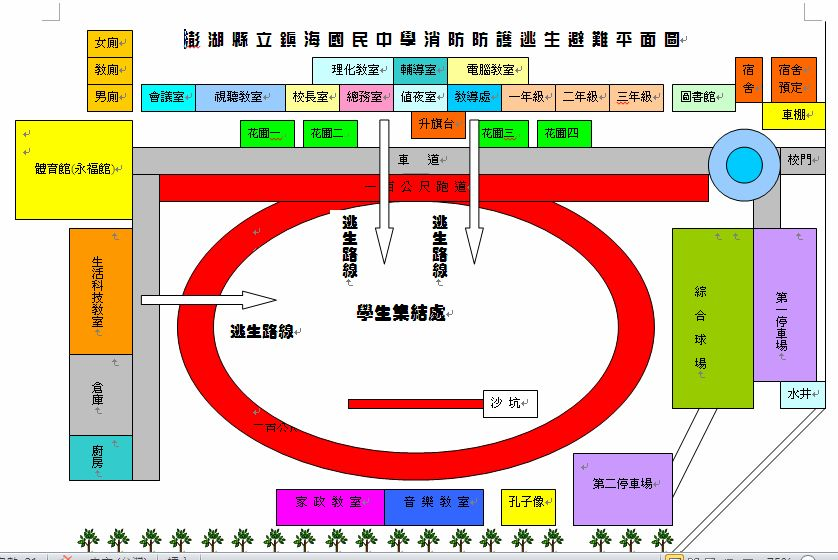 澎湖縣立鎮海國民中學消防防護逃生避難平面圖
女廁
教廁
男廁
理化教室
輔導室
電腦教室
會議室
視聽教室
校長室
總務室
值夜室
教導處
一年級
二年級
三年級
圖書館
宿舍
宿舍預定
車棚
升旗台
花圃一
花圃二
花圃三
花圃四
體育館(永福館)
車 道
校門
一百公尺跑道
逃生路線
逃生路線
學生集結處
逃生路線
生活科技教室
倉庫
廚房
綜合球場
第一停車場
水井
沙 坑
二百公
第二停車場
家政教室
音樂教室
孔子像